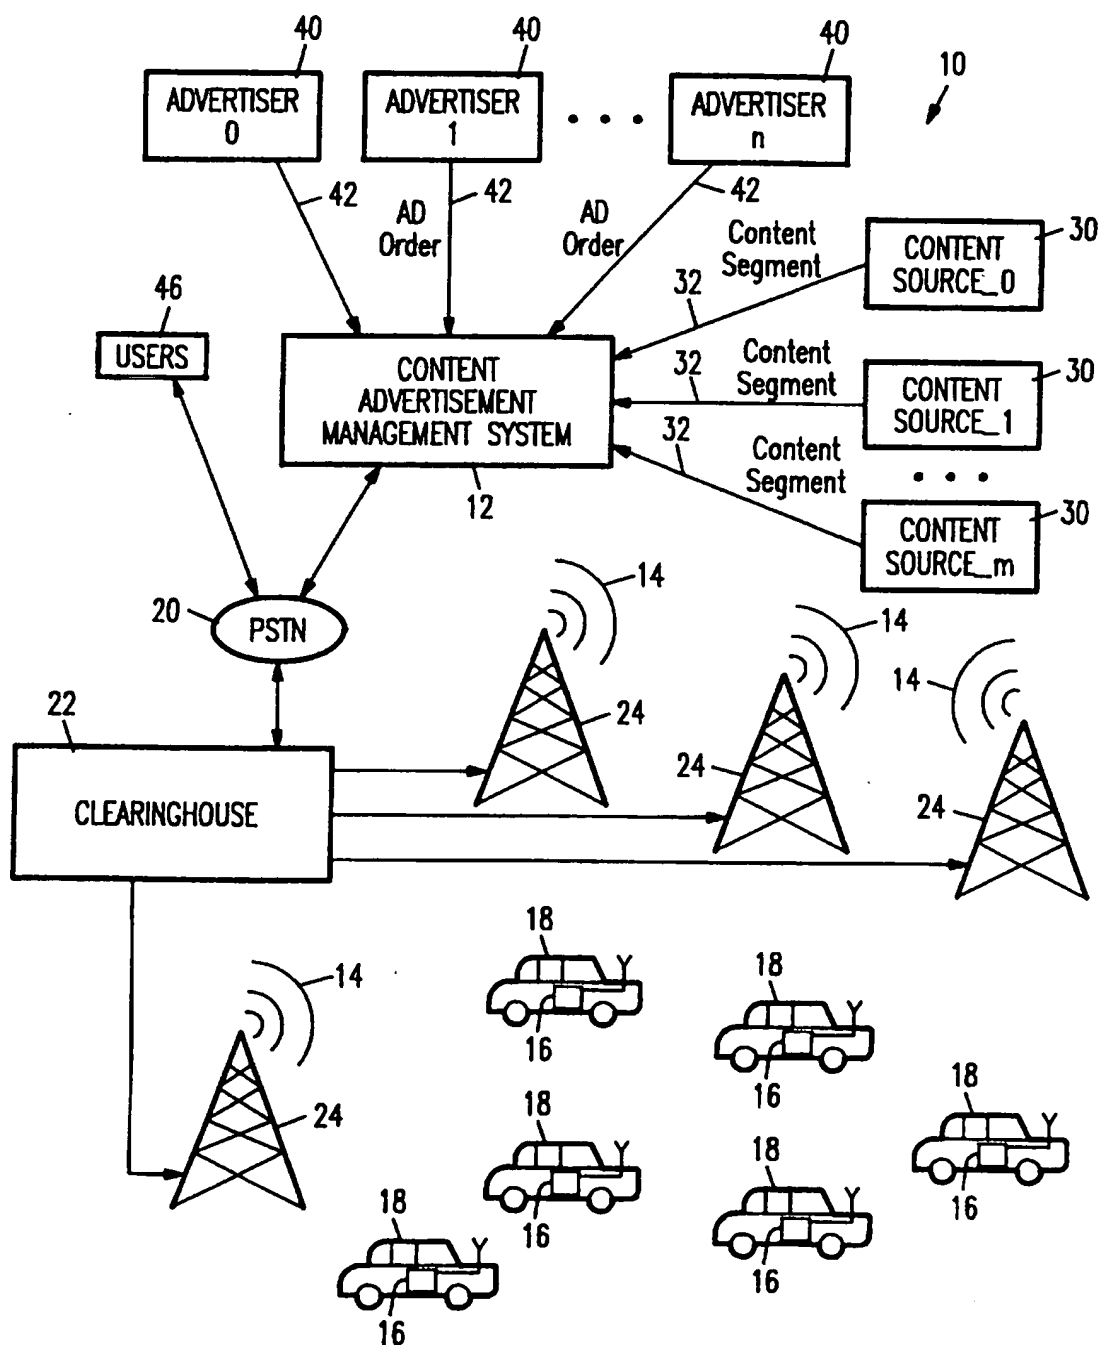 40
40
40
10
ADVERTISER
0
ADVERTISER
1
• • •
ADVERTISER
n
42
42
42
AD
Order
AD
Order
Content
Segment
32
CONTENT
SOURCE_0
30
46
USERS
CONTENT
ADVERTISEMENT
MANAGEMENT SYSTEM
12
32
Content
Segment
CONTENT
SOURCE_1
30
32
Content
Segment
• • •
CONTENT
SOURCE_m
30
20
PSTN
14
14
14
22
CLEARINGHOUSE
24
24
24
14
24
18
16
18
16
18
16
18
16
18
16
18
16